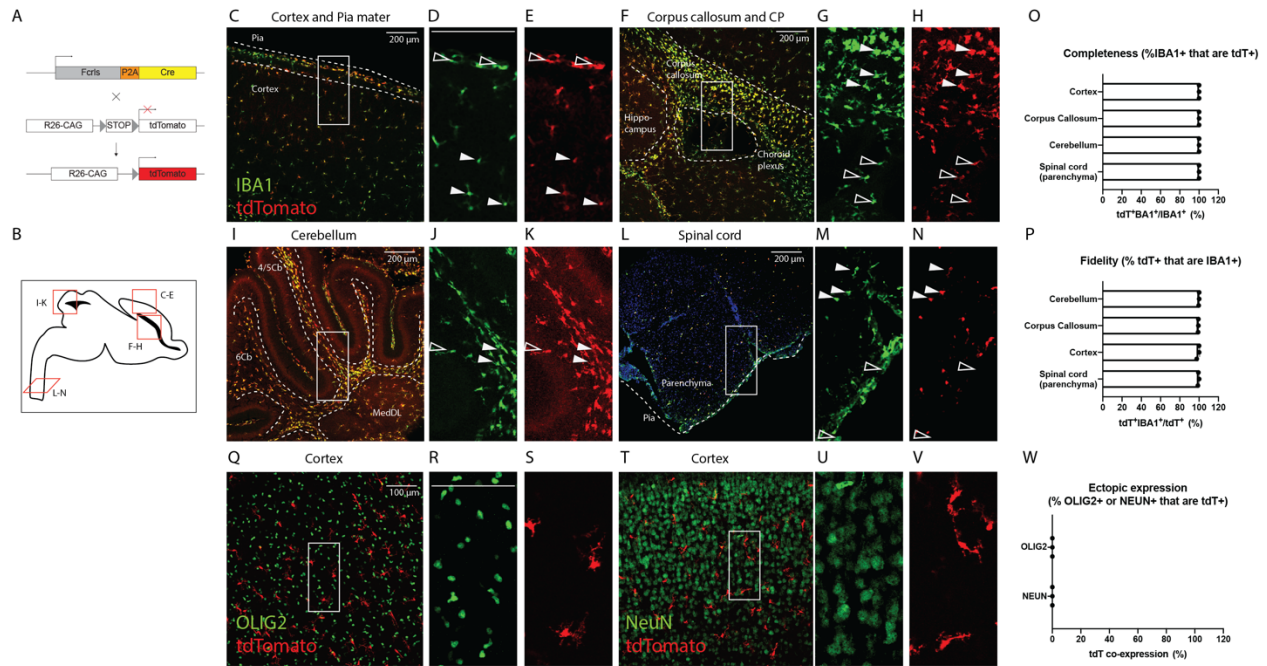 A
Fcrls
P2A
Cre
R26-CAG
STOP
tdTomato
R26-CAG
tdTomato
B
I-K
C-E
F-H
L-N
C
Cortex and Pia mater
200 µm
Pia
Cortex
IBA1
tdTomato
D
E
F
Corpus callosum and CP
200 µm
Corpus
callosum
Hippo-
campus
Choroid
plexus
G
H
I
Cerebellum
200 µm
4/5Cb
6Cb
MedDL
J
K
L
Spinal cord
200 µm
Parenchyma
Pia
M
N
O
Completeness (%IBA1+ that are tdT+)
Cortex
Corpus Callosum
Cerebellum
Spinal cord
(parenchyma)
0 20 40 60 80 100 120
tdT⁺BA1⁺/IBA1⁺ (%)
P
Fidelity (% tdT+ that are IBA1+)
Cerebellum
Corpus Callosum
Cortex
Spinal cord
(parenchyma)
0 20 40 60 80 100 120
tdT⁺IBA1⁺/tdT⁺ (%)
Q
Cortex
100 µm
OLIG2
tdTomato
R
S
T
Cortex
NeuN
tdTomato
U
V
W
Ectopic expression
(% OLIG2+ or NEUN+ that are tdT+)
OLIG2
NEUN
0 20 40 60 80 100 120
tdT co-expression (%)